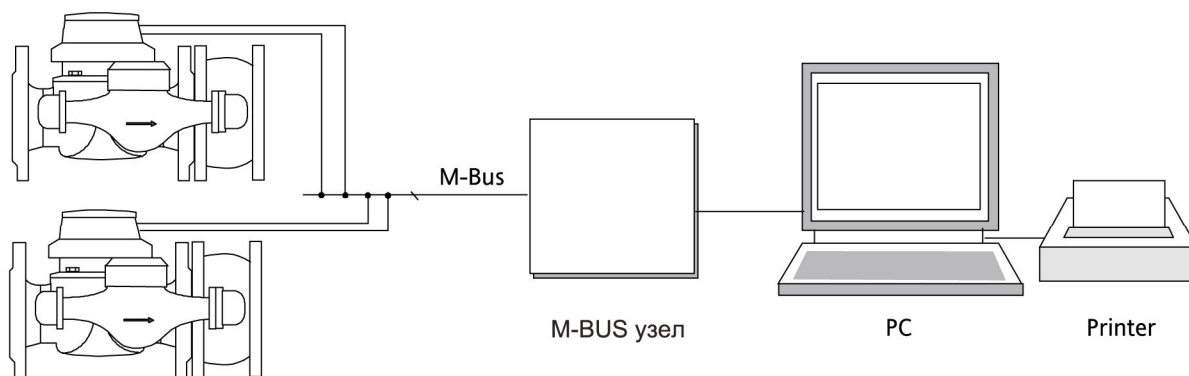 M-Bus
M-BUS узел
PC
Printer